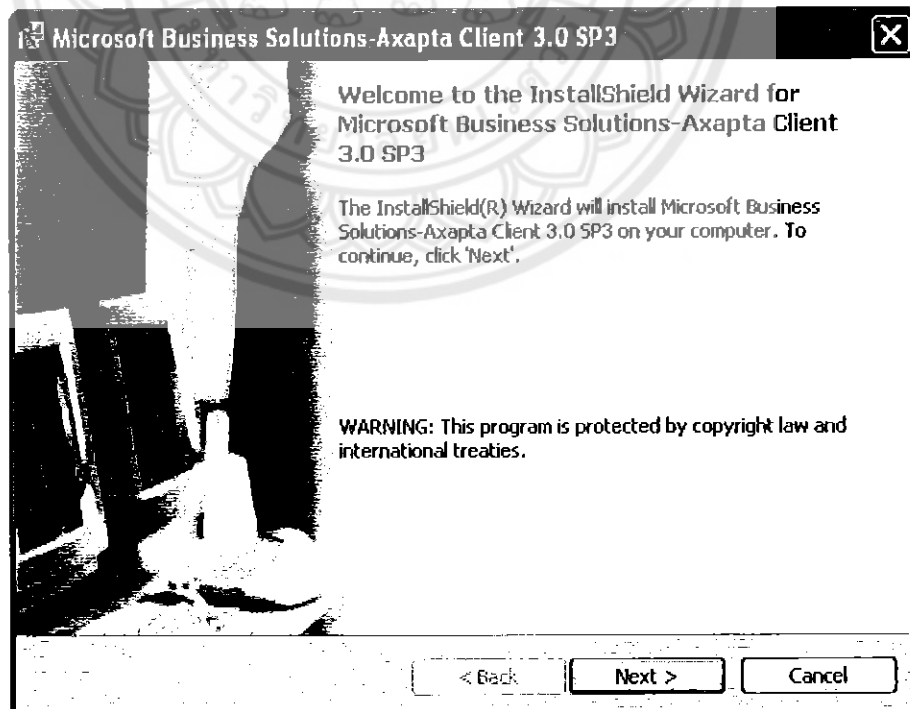 Microsoft Business Solutions-Axapta Client 3.0 SP3
Welcome to the InstallShield Wizard for
Microsoft Business Solutions-Axapta Client
3.0 SP3
The InstallShield(R) Wizard will install Microsoft Business
Solutions-Axapta Client 3.0 SP3 on your computer. To
continue, click 'Next'.
WARNING: This program is protected by copyright law and
international treaties.
< Back
Next >
Cancel